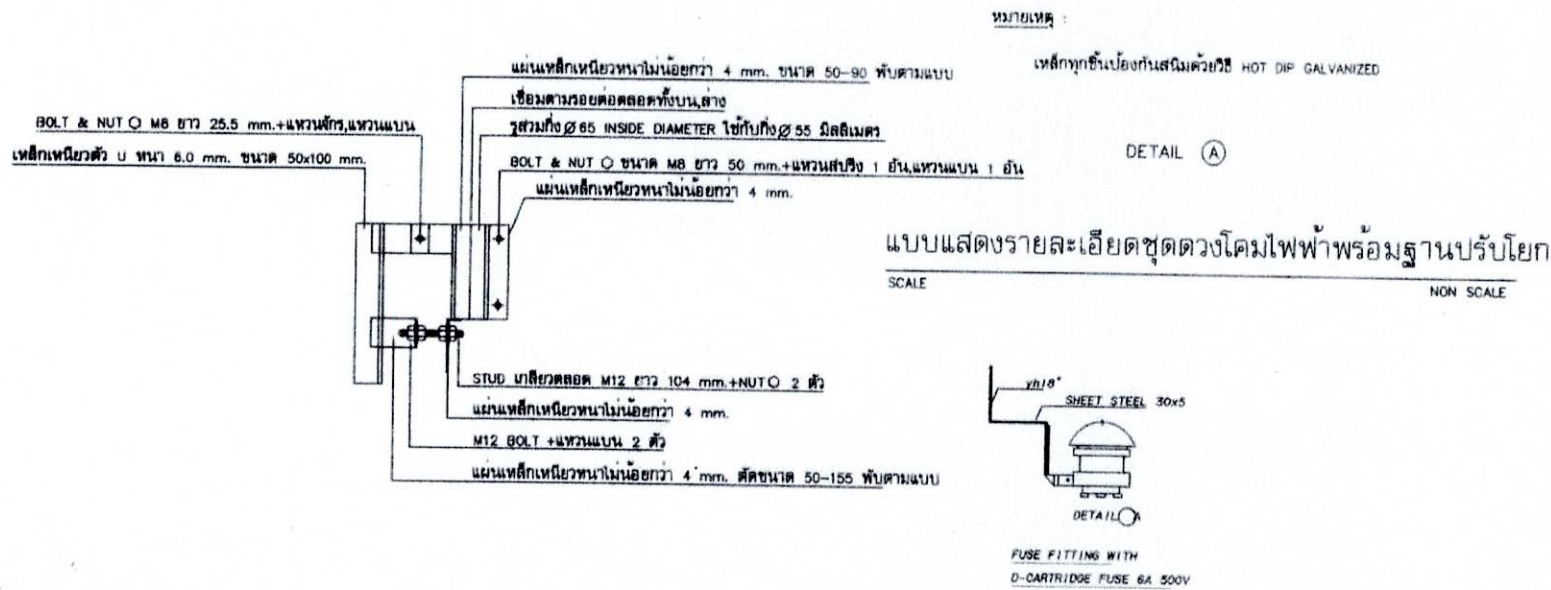 หมายเหตุ :
เหล็กทุกชิ้นป้องกันสนิมด้วยวิธี HOT DIP GALVANIZED
แผ่นเหล็กเหนียวหนาไม่น้อยกว่า 4 mm. ขนาด 50-90 พับตามแบบ
เชื่อมตามรอยต่อตลอดทั้งบน,ล่าง
BOLT & NUT M8 ยาว 25.5 mm.+แหวนจักร,แหวนแบน
รูสวมกิ่ง Ø 65 INSIDE DIAMETER ใช้กับกิ่ง Ø 55 มิลลิเมตร
เหล็กเหนียวตัว U หนา 6.0 mm. ขนาด 50x100 mm.
BOLT & NUT ขนาด M8 ยาว 50 mm.+แหวนสปริง 1 อัน,แหวนแบน 1 อัน
DETAIL A
แผ่นเหล็กเหนียวหนาไม่น้อยกว่า 4 mm.
แบบแสดงรายละเอียดชุดดวงโคมไฟฟ้าพร้อมฐานปรับโยก
SCALE NON SCALE
STUD เกลียวตลอด M12 ยาว 104 mm.+NUT 2 ตัว
แผ่นเหล็กเหนียวหนาไม่น้อยกว่า 4 mm.
M12 BOLT +แหวนแบน 2 ตัว
แผ่นเหล็กเหนียวหนาไม่น้อยกว่า 4 mm. ตัดขนาด 50-155 พับตามแบบ
SHEET STEEL 30x5
DETAIL A
FUSE FITTING WITH
D-CARTRIDGE FUSE 6A 500V